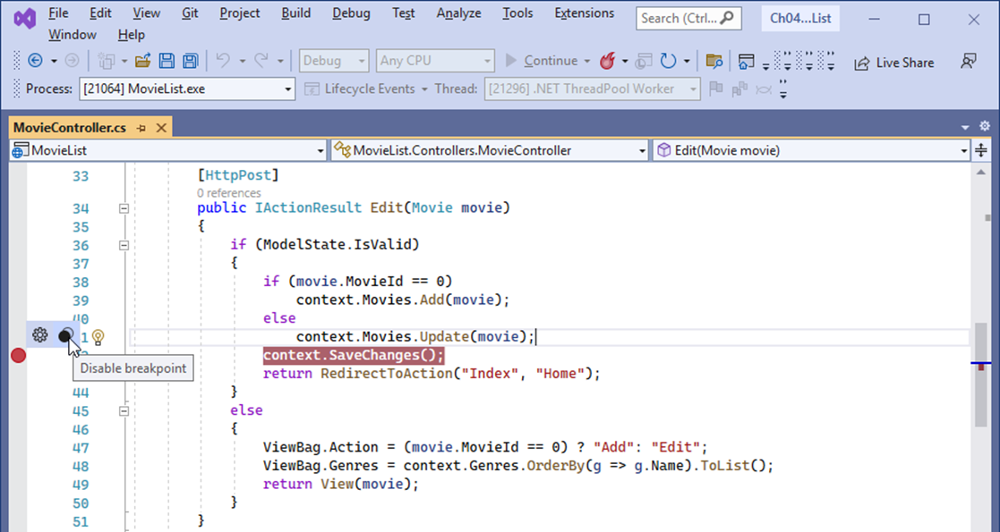 File Edit View Git Project Build Debug Test Analyze Tools Extensions Search (Ctrl... Ch04...List
Window Help
Debug Any CPU Continue Live Share
Process: [21064] MovieList.exe Lifecycle Events Thread: [21296] .NET ThreadPool Worker
MovieController.cs
MovieList MovieList.Controllers.MovieController Edit(Movie movie)
33 [HttpPost]
0 references
34 public IActionResult Edit(Movie movie)
35 {
36 if (ModelState.IsValid)
37 {
38 if (movie.MovieId == 0)
39 context.Movies.Add(movie);
40 else
1 context.Movies.Update(movie);
context.SaveChanges();
Disable breakpoint
return RedirectToAction("Index", "Home");
44 }
45 else
46 {
47 ViewBag.Action = (movie.MovieId == 0) ? "Add": "Edit";
48 ViewBag.Genres = context.Genres.OrderBy(g => g.Name).ToList();
49 return View(movie);
50 }
51 }